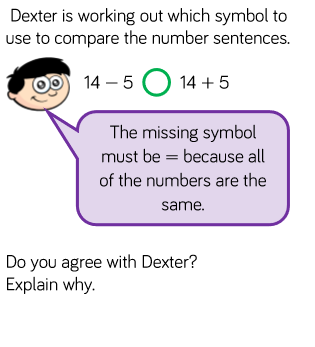 Dexter is working out which symbol to
use to compare the number sentences.
14 – 5 ◯ 14 + 5
The missing symbol
must be = because all
of the numbers are the
same.
Do you agree with Dexter?
Explain why.